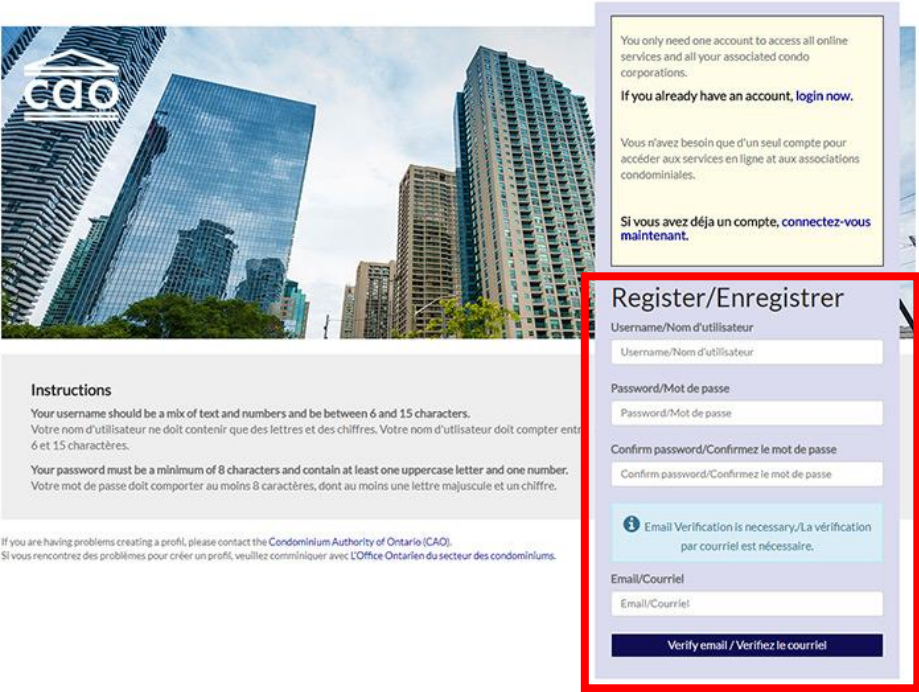 cao
You only need one account to access all online
services and all your associated condo
corporations.
If you already have an account, login now.
Vous n'avez besoin que d'un seul compte pour
accéder aux services en ligne at aux associations
condominiales.
Si vous avez déja un compte, connectez-vous
maintenant.
Register/Enregistrer
Username/Nom d'utilisateur
Username/Nom d'utilisateur
Password/Mot de passe
Password/Mot de passe
Confirm password/Confirmez le mot de passe
Confirm password/Confirmez le mot de passe
Email Verification is necessary./La vérification
par courriel est nécessaire.
Email/Courriel
Email/Courriel
Verify email / Verifiez le courriel
Instructions
Your username should be a mix of text and numbers and be between 6 and 15 characters.
Votre nom d'utilisateur ne doit contenir que des lettres et des chiffres. Votre nom d'utlisateur doit compter entr
6 et 15 charactères.
Your password must be a minimum of 8 characters and contain at least one uppercase letter and one number.
Votre mot de passe doit comporter au moins 8 caractères, dont au moins une lettre majuscule et un chiffre.
If you are having problems creating a profil, please contact the Condominium Authority of Ontario (CAO).
Si vous rencontrez des problèmes pour créer un profil, veuillez comminiquer avec L'Office Ontarien du secteur des condominiums.